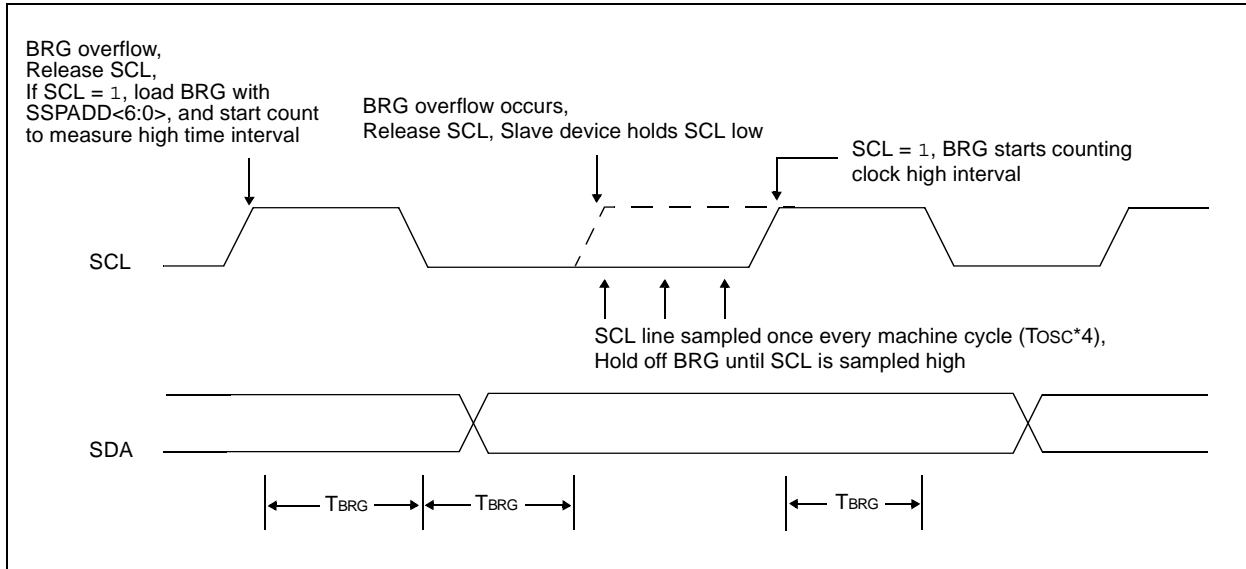 BRG overflow,
Release SCL,
If SCL = 1, load BRG with
SSPADD<6:0>, and start count
to measure high time interval
BRG overflow occurs,
Release SCL, Slave device holds SCL low
SCL = 1, BRG starts counting
clock high interval
SCL
SCL line sampled once every machine cycle (TOSC*4),
Hold off BRG until SCL is sampled high
SDA
TBRG
TBRG
TBRG